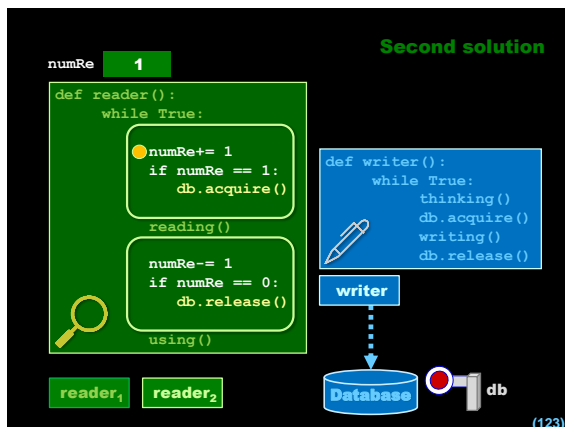 Second solution
numRe 1
def reader():
while True:
numRe+= 1
if numRe == 1:
db.acquire()
reading()
numRe-= 1
if numRe == 0:
db.release()
using()
def writer():
while True:
thinking()
db.acquire()
writing()
db.release()
writer
reader1 reader2
Database
db
(123)